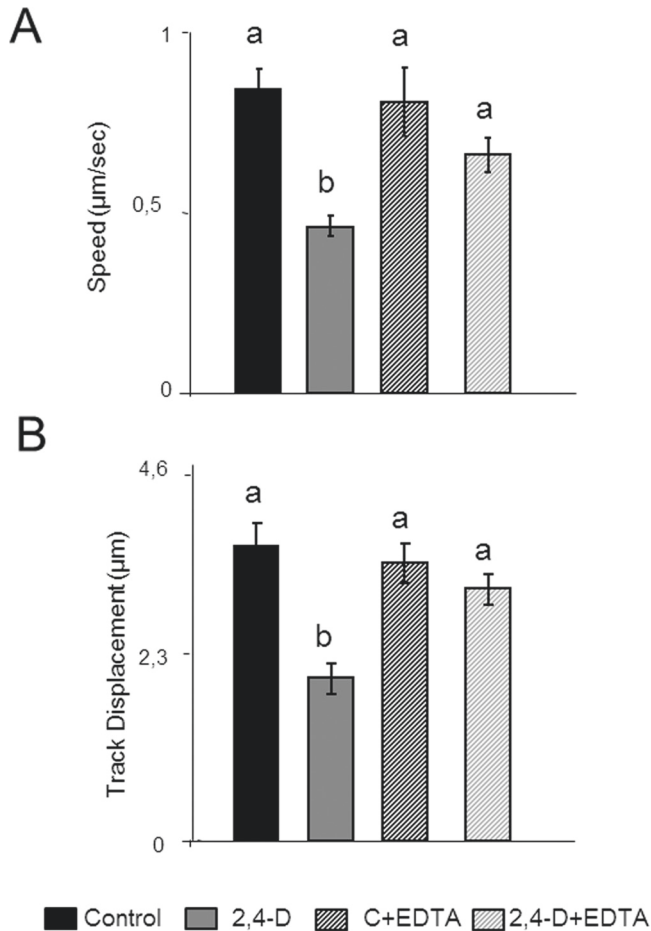 A
1
a
a
a
0,5
b
Speed (µm/sec)
0
B
4,6
a
a
a
b
2,3
Track Displacement (µm)
0
Control 2,4-D C+EDTA 2,4-D+EDTA